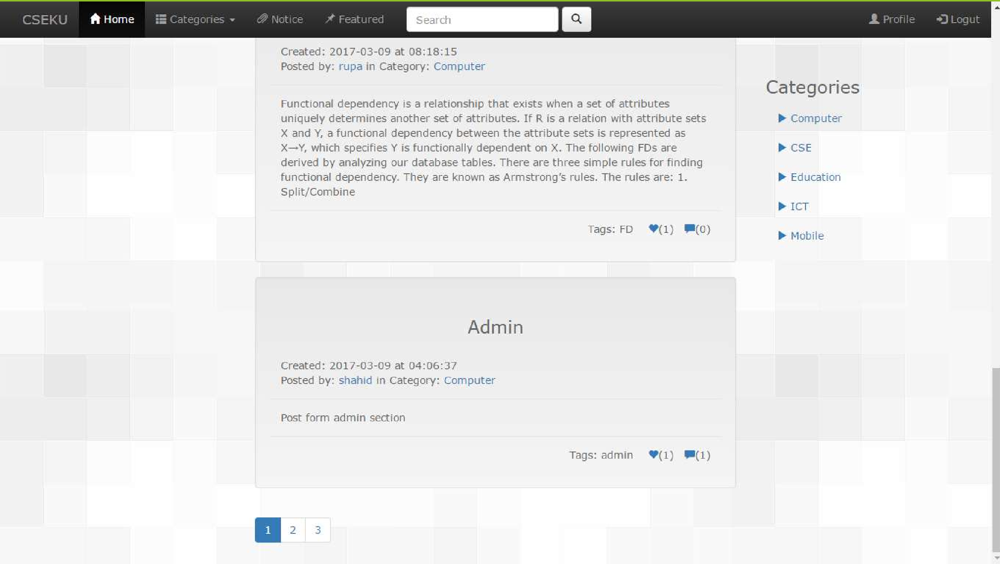 CSEKU Home Categories Notice Featured Search Profile Logut
Created: 2017-03-09 at 08:18:15
Posted by: rupa in Category: Computer
Functional dependency is a relationship that exists when a set of attributes
uniquely determines another set of attributes. If R is a relation with attribute sets
X and Y, a functional dependency between the attribute sets is represented as
X→Y, which specifies Y is functionally dependent on X. The following FDs are
derived by analyzing our database tables. There are three simple rules for finding
functional dependency. They are known as Armstrong’s rules. The rules are: 1.
Split/Combine
Tags: FD (1) (0)
Admin
Created: 2017-03-09 at 04:06:37
Posted by: shahid in Category: Computer
Post form admin section
Tags: admin (1) (1)
1 2 3
Categories
Computer
CSE
Education
ICT
Mobile